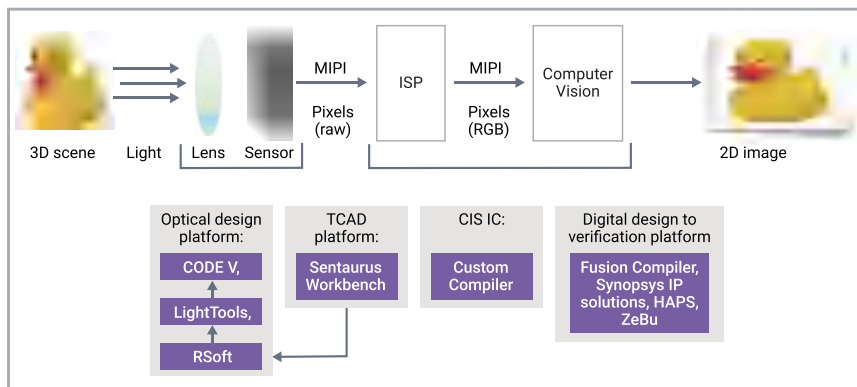 MIPI
Pixels
(raw)
ISP
MIPI
Pixels
(RGB)
Computer
Vision
3D scene
Light
Lens
Sensor
2D image
Optical design
platform:
CODE V,
LightTools,
RSoft
TCAD
platform:
Sentaurus
Workbench
CIS IC:
Custom
Compiler
Digital design to
verification platform
Fusion Compiler,
Synopsys IP
solutions, HAPS,
ZeBu